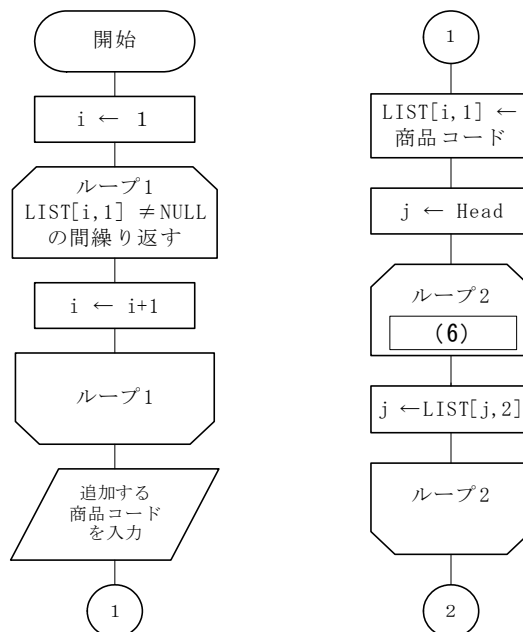 開始
i ← 1
ループ1
LIST[i,1] ≠NULL
の間繰り返す
i ← i+1
ループ1
追加する
商品コード
を入力
1
1
LIST[i,1] ←
商品コード
j ← Head
ループ2
(6)
j ←LIST[j,2]
ループ2
2